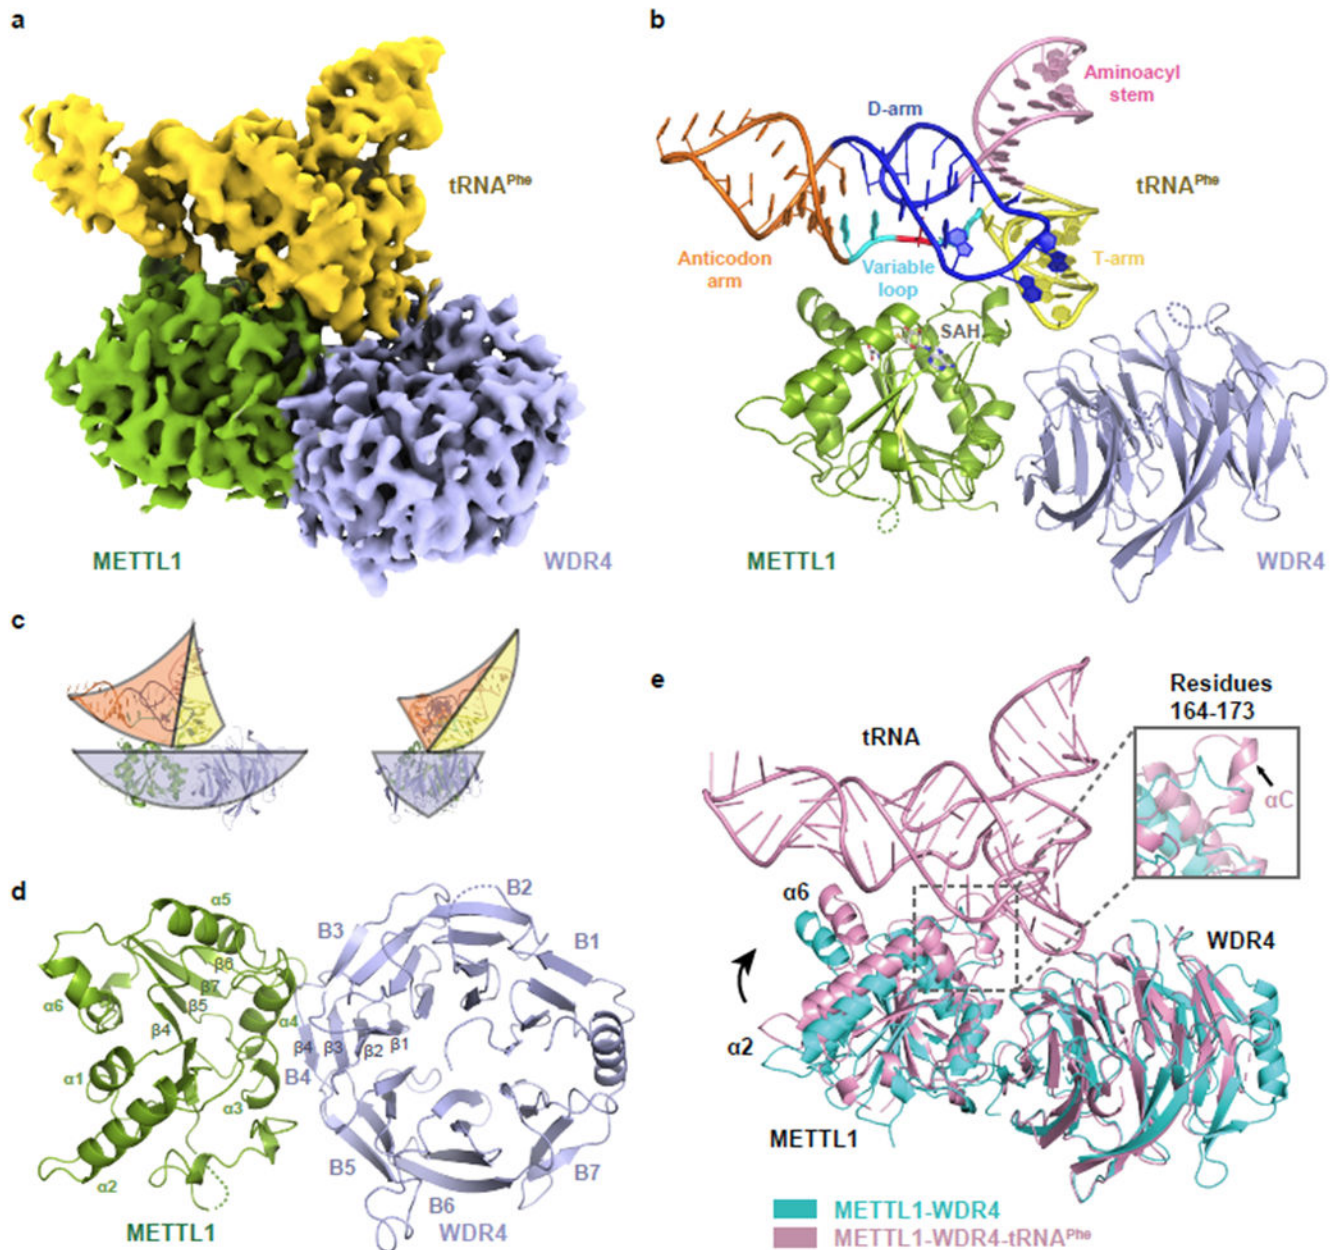 a
tRNAPhe
METTL1
WDR4
b
Aminoacyl
stem
D-arm
tRNAPhe
Anticodon
arm
Variable
loop
T-arm
SAH
METTL1
WDR4
c
d
α5
β6
β7
β5
α6
β4
α4
α1
α3
α2
METTL1
B2
B3
B1
β4
β3
β2
β1
B4
B5
B7
B6
WDR4
e
Residues
164-173
tRNA
αC
α6
WDR4
α2
METTL1
METTL1-WDR4
METTL1-WDR4-tRNAPhe